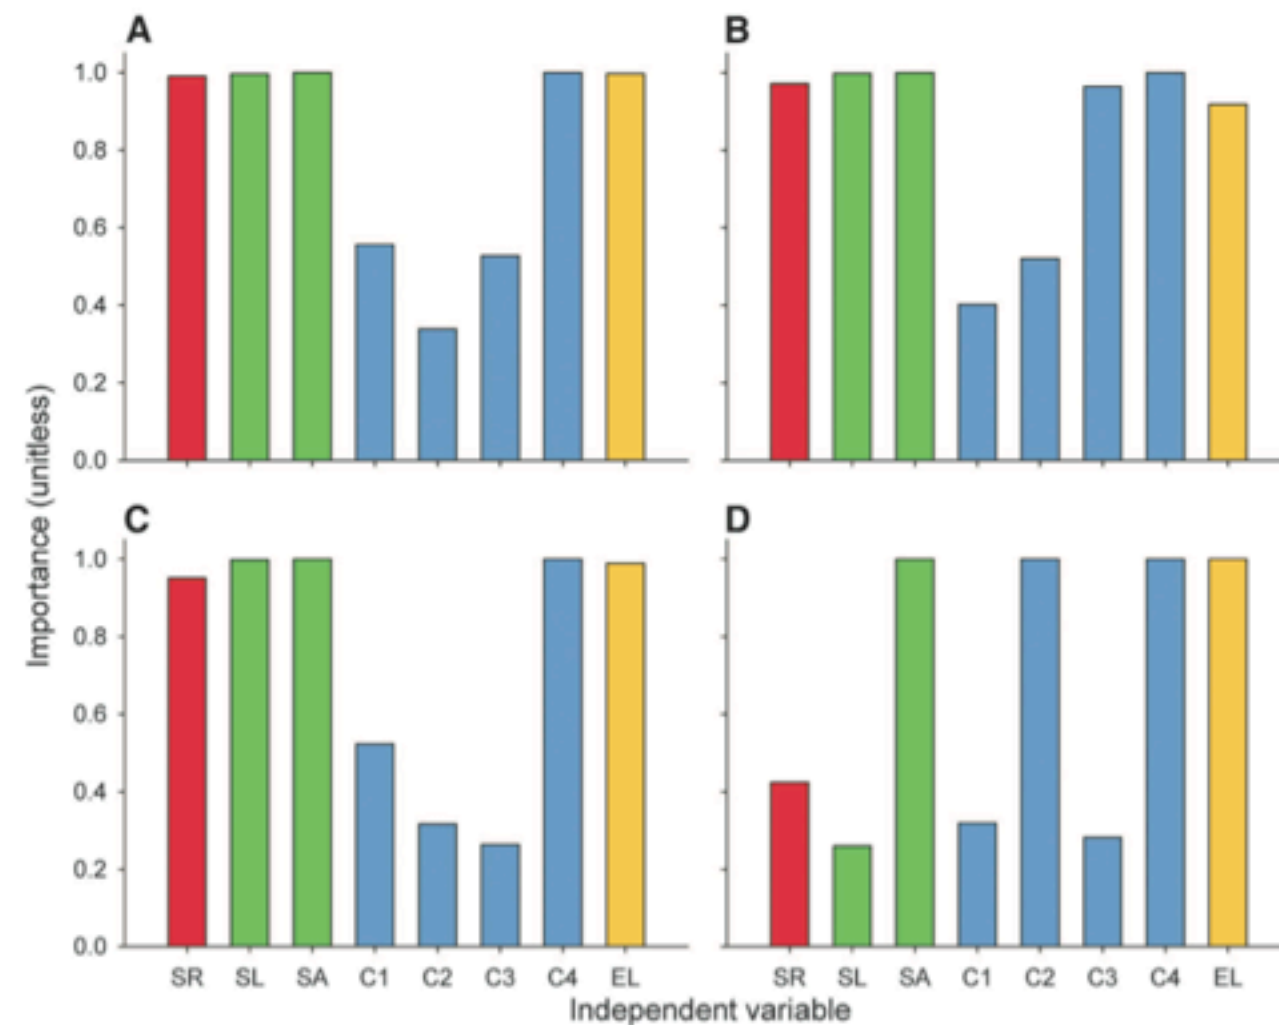 A
B
1.0
0.8
0.6
0.4
0.2
0.0
C
D
1.0
0.8
0.6
0.4
0.2
0.0
Importance (unitless)
SR SL SA C1 C2 C3 C4 EL
SR SL SA C1 C2 C3 C4 EL
Independent variable